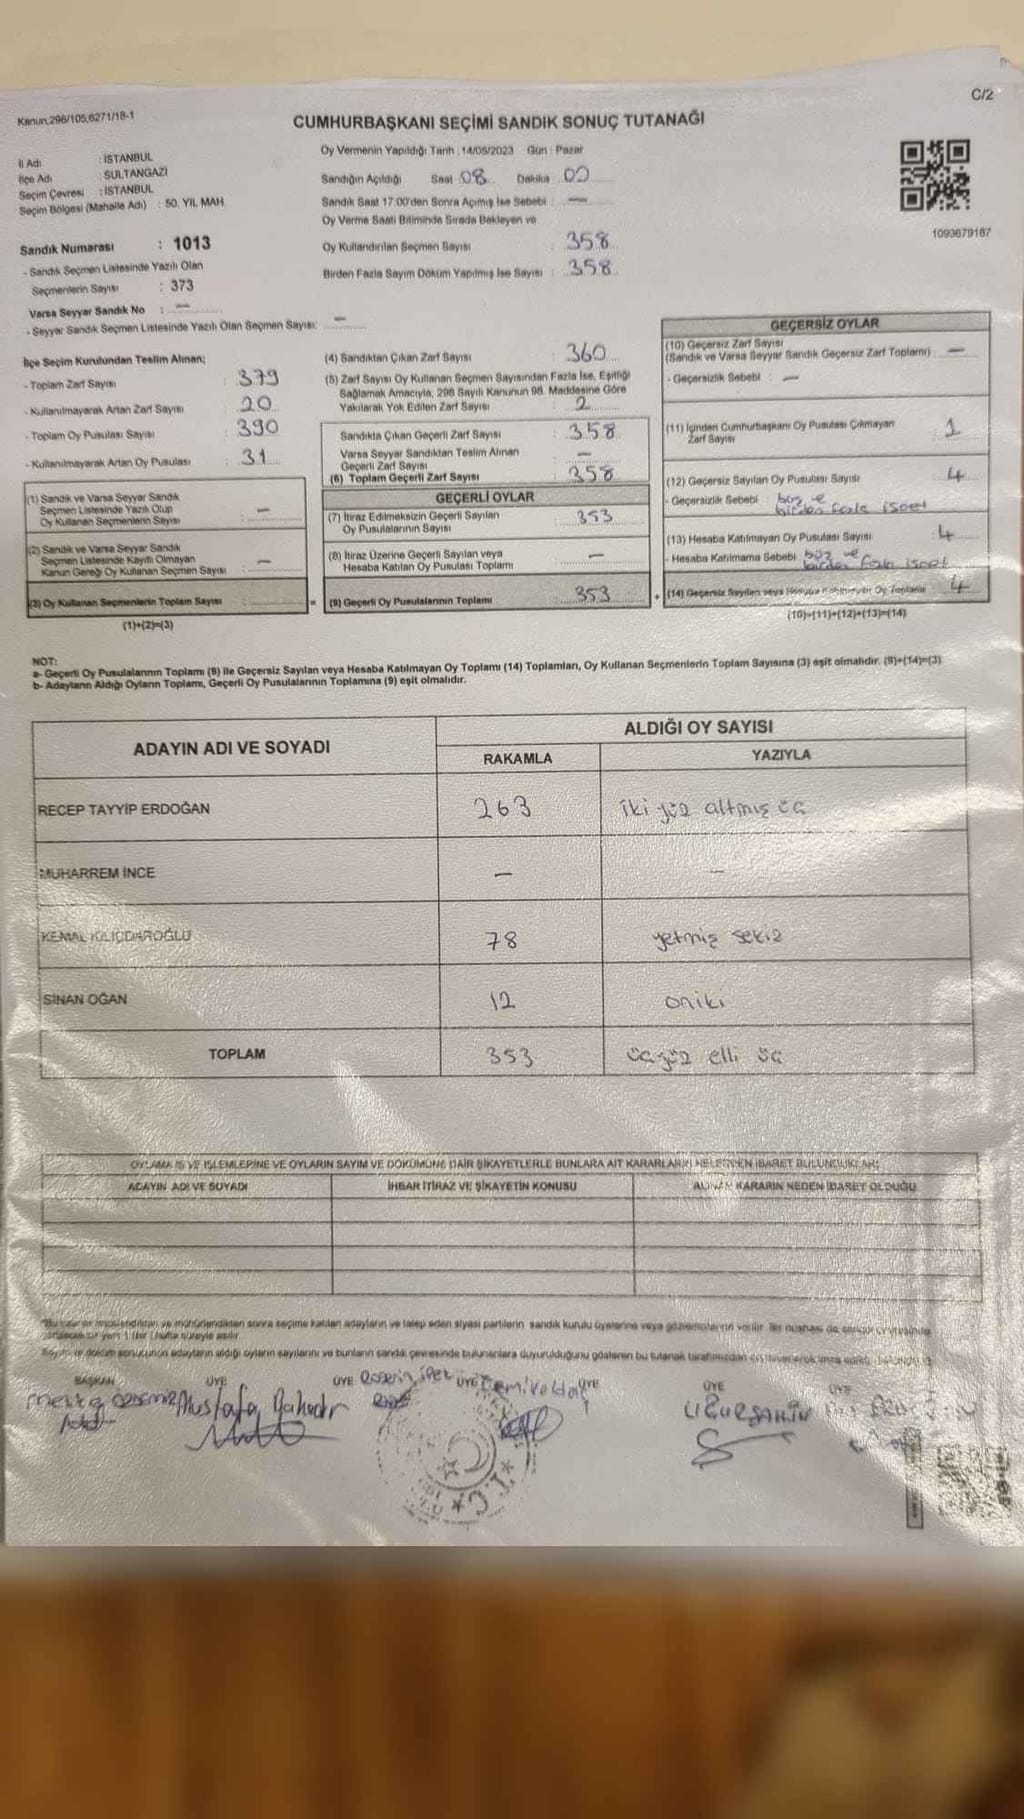 C/2
Kanun,298/105,6271/18-1
CUMHURBAŞKANI SEÇİMİ SANDIK SONUÇ TUTANAĞI
İl Adı : İSTANBUL
İlçe Adı : SULTANGAZİ
Seçim Çevresi : İSTANBUL
Seçim Bölgesi (Mahalle Adı) : 50. YIL MAH
Oy Vermenin Yapıldığı Tarih : 14/05/2023 Gün : Pazar
Sandığın Açıldığı Saat 08 Dakika 00
Sandık Saat 17:00'den Sonra Açımış İse Sebebi : —
Oy Verme Saati Bitiminde Sırada Bekleyen ve
Oy Kullandırılan Seçmen Sayısı : 358
Birden Fazla Sayım Döküm Yapılmış İse Sayısı : 358
1093679167
Sandık Numarası : 1013
- Sandık Seçmen Listesinde Yazılı Olan
Seçmenlerin Sayısı : 373
Varsa Seyyar Sandık No : —
- Seyyar Sandık Seçmen Listesinde Yazılı Olan Seçmen Sayısı: —
İlçe Seçim Kurulundan Teslim Alınan;
- Toplam Zarf Sayısı : 379
- Kullanılmayarak Artan Zarf Sayısı : 20
- Toplam Oy Pusulası Sayısı : 390
- Kullanılmayarak Artan Oy Pusulası : 31
(1) Sandık ve Varsa Seyyar Sandık
Seçmen Listesinde Yazılı Olup
Oy Kullanan Seçmenlerin Sayısı : —
(2) Sandık ve Varsa Seyyar Sandık
Seçmen Listesinde Kayıtlı Olmayan
Kanun Gereği Oy Kullanan Seçmen Sayısı : —
(3) Oy Kullanan Seçmenlerin Toplam Sayısı :
(1)+(2)=(3)
(4) Sandıktan Çıkan Zarf Sayısı : 360
(5) Zarf Sayısı Oy Kullanan Seçmen Sayısından Fazla İse, Eşitliği
Sağlamak Amacıyla, 298 Sayılı Kanunun 98. Maddesine Göre
Yakılarak Yok Edilen Zarf Sayısı : 2
Sandıkta Çıkan Geçerli Zarf Sayısı : 358
Varsa Seyyar Sandıktan Teslim Alınan
Geçerli Zarf Sayısı : —
(6) Toplam Geçerli Zarf Sayısı : 358
GEÇERLİ OYLAR
(7) İtiraz Edilmeksizin Geçerli Sayılan
Oy Pusulalarının Sayısı : 353
(8) İtiraz Üzerine Geçerli Sayılan veya
Hesaba Katılan Oy Pusulası Toplamı : —
= (9) Geçerli Oy Pusulalarının Toplamı : 353
GEÇERSİZ OYLAR
(10) Geçersiz Zarf Sayısı
(Sandık ve Varsa Seyyar Sandık Geçersiz Zarf Toplamı) : —
- Geçersizlik Sebebi : —
(11) İçinden Cumhurbaşkanı Oy Pusulası Çıkmayan
Zarf Sayısı : 1
(12) Geçersiz Sayılan Oy Pusulası Sayısı : 4
- Geçersizlik Sebebi : boş ve
birden fazla isaet
(13) Hesaba Katılmayan Oy Pusulası Sayısı : 4
- Hesaba Katılmama Sebebi : boş ve
birden fazla isaet
+ (14) Geçersiz Sayılan veya Hesaba Katılmayan Oy Toplamı : 4
(10)+(11)+(12)+(13)=(14)
NOT:
a- Geçerli Oy Pusulalarının Toplamı (9) ile Geçersiz Sayılan veya Hesaba Katılmayan Oy Toplamı (14) Toplamları, Oy Kullanan Seçmenlerin Toplam Sayısına (3) eşit olmalıdır. (9)+(14)=(3)
b- Adayların Aldığı Oyların Toplamı, Geçerli Oy Pusulalarının Toplamına (9) eşit olmalıdır.
ADAYIN ADI VE SOYADI
ALDIĞI OY SAYISI
RAKAMLA YAZIYLA
RECEP TAYYİP ERDOĞAN 263 iki yüz altmış üç
MUHARREM İNCE — —
KEMAL KILIÇDAROĞLU 78 yetmiş sekiz
SİNAN OĞAN 12 oniki
TOPLAM 353 üçyüz elli üç
OYLAMA İŞ VE İŞLEMLERİNE VE OYLARIN SAYIM VE DÖKÜMÜNE DAİR ŞİKAYETLERLE BUNLARA AİT KARARLARIN NELERDEN İBARET BULUNDUKLARI
ADAYIN ADI VE SOYADI İHBAR İTİRAZ VE ŞİKAYETİN KONUSU ALINAN KARARIN NEDEN İBARET OLDUĞU
BAŞKAN ÜYE ÜYE ÜYE ÜYE ÜYE ÜYE
Mustafa
UĞUR ŞAHİN
T.C.